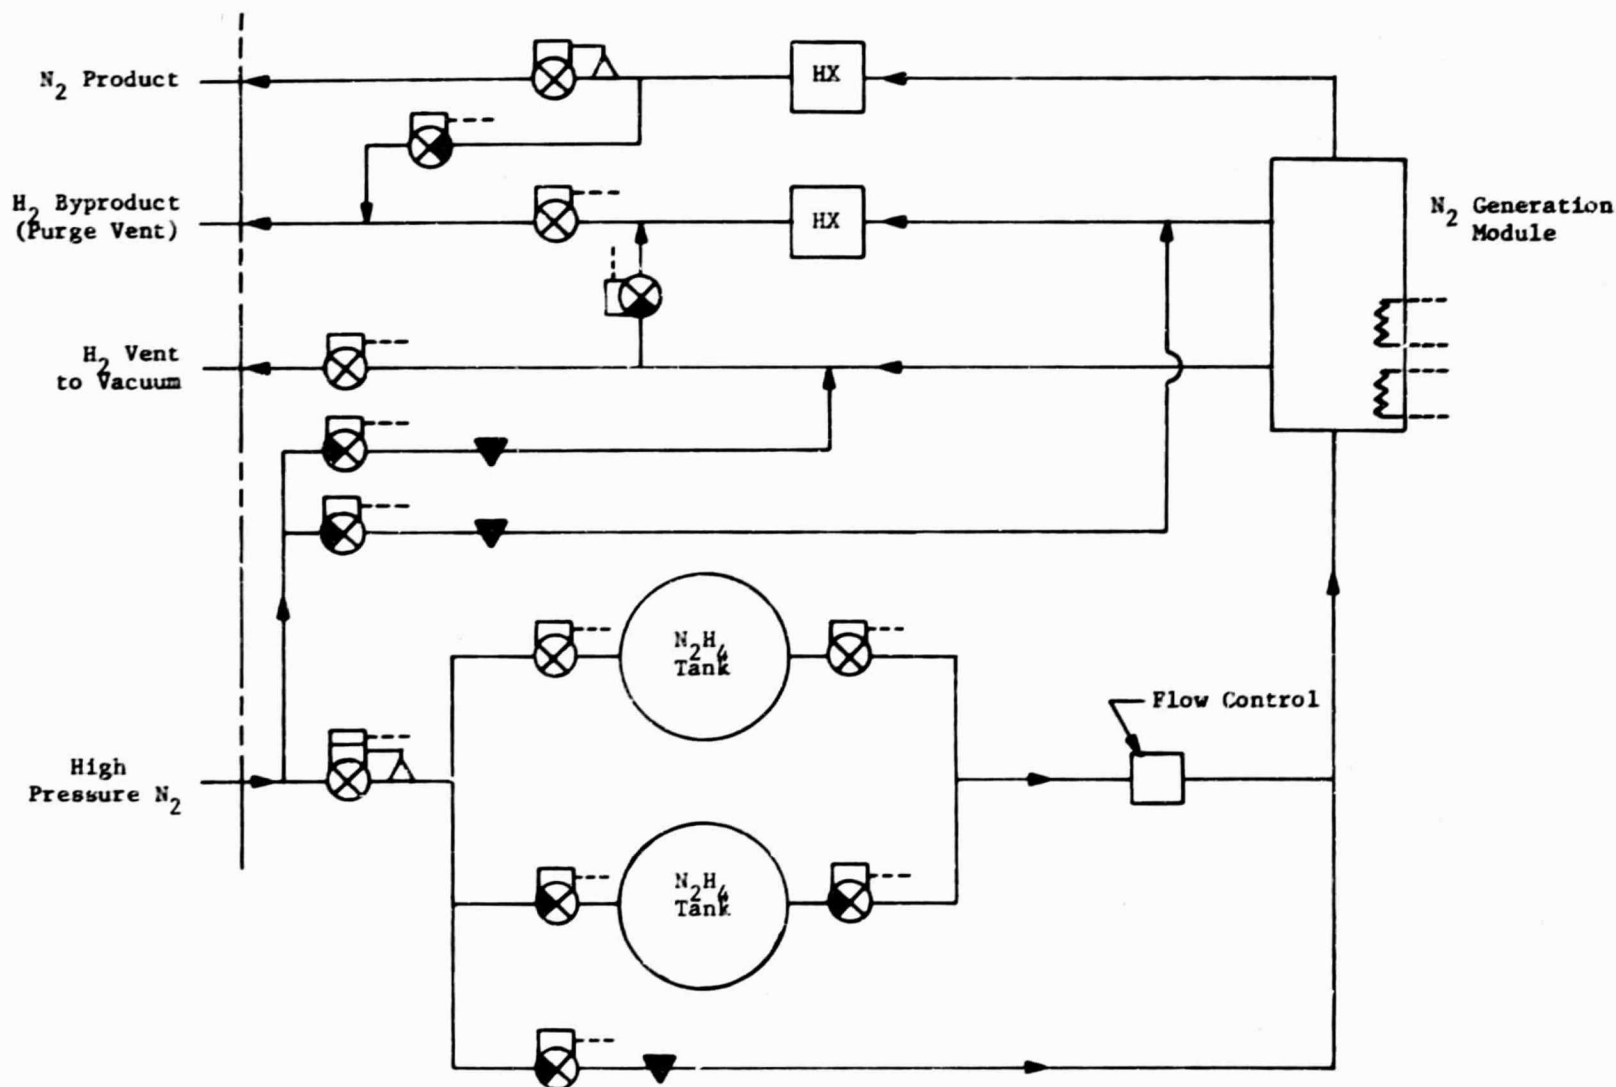 N2 Product
HX
H2 Byproduct
(Purge Vent)
HX
N2 Generation
Module
H2 Vent
to Vacuum
N2H4
Tank
Flow Control
High
Pressure N2
N2H4
Tank